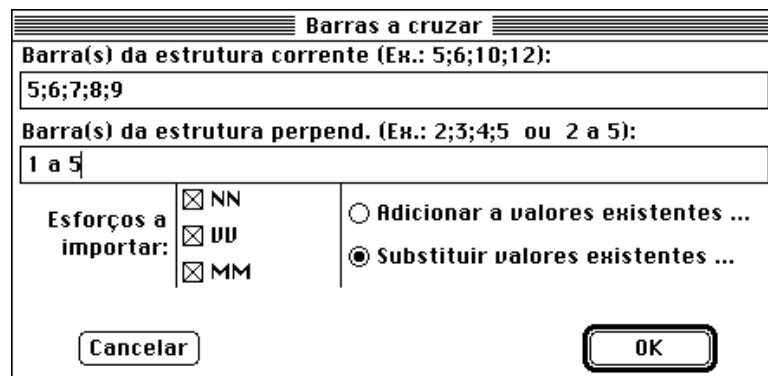 Barras a cruzar
Barra(s) da estrutura corrente (Ex.: 5;6;10;12):
5;6;7;8;9
Barra(s) da estrutura perpend. (Ex.: 2;3;4;5 ou 2 a 5):
1 a 5
Esforços a
importar:
NN
VV
MM
Adicionar a valores existentes ...
Substituir valores existentes ...
Cancelar
OK